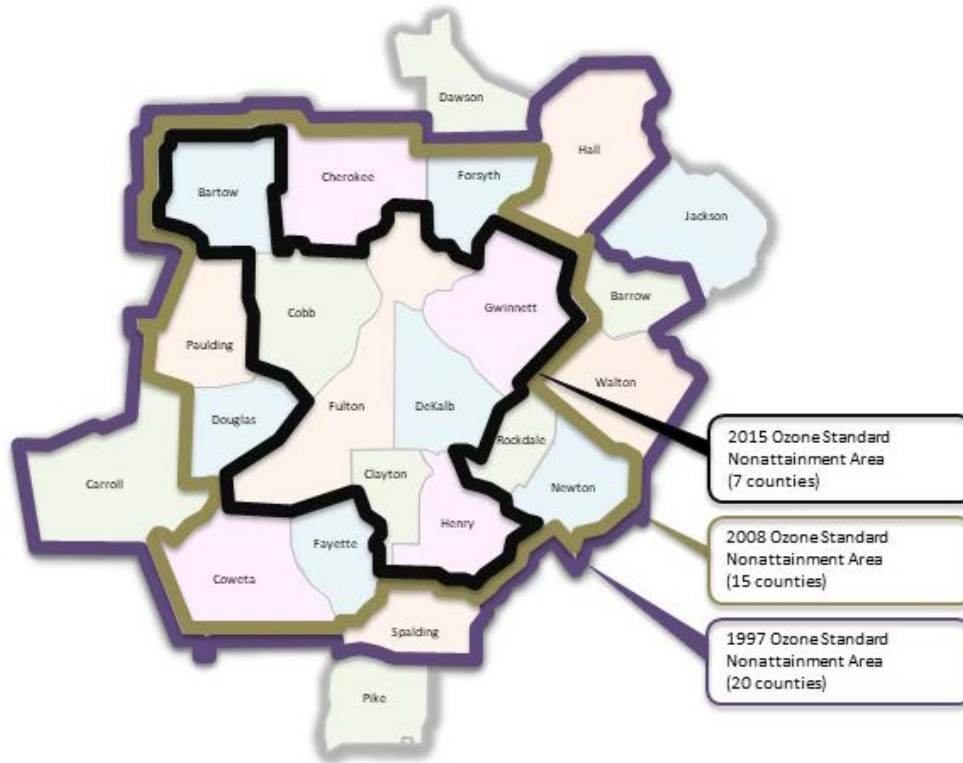 Dawson
Hall
Cherokee
Forsyth
Bartow
Jackson
Barrow
Gwinnett
Cobb
Paulding
Walton
Fulton
DeKalb
Douglas
Rockdale
Clayton
Carroll
Newton
Henry
Fayette
Coweta
Spalding
Pike
2015 Ozone Standard
Nonattainment Area
(7 counties)
2008 Ozone Standard
Nonattainment Area
(15 counties)
1997 Ozone Standard
Nonattainment Area
(20 counties)